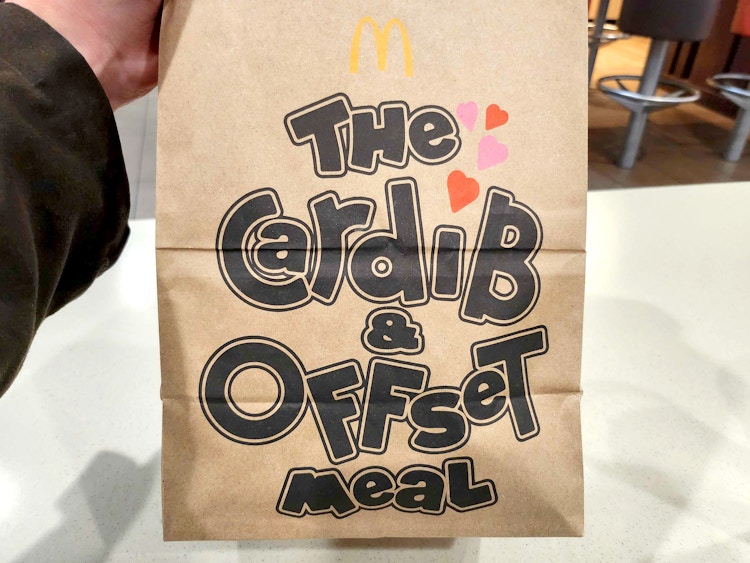 THe
CardiB
&
OFFseT
meaL